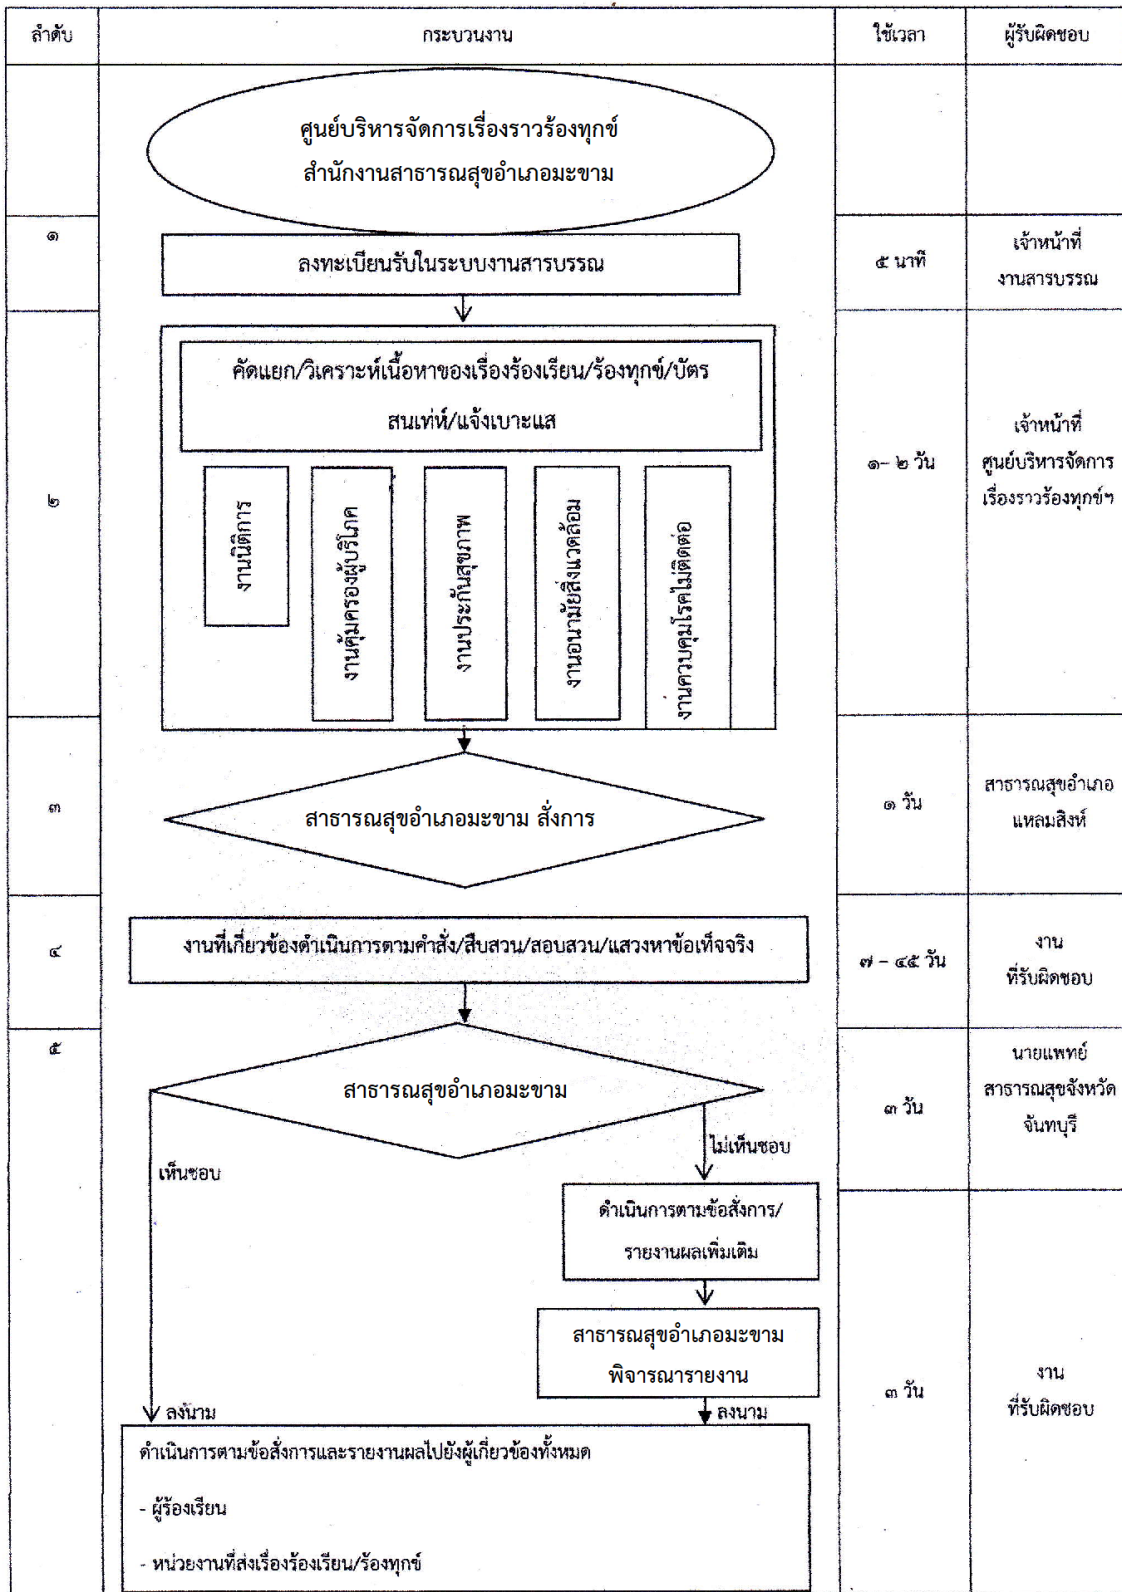 ลำดับ กระบวนงาน ใช้เวลา ผู้รับผิดชอบ
ศูนย์บริหารจัดการเรื่องราวร้องทุกข์
สำนักงานสาธารณสุขอำเภอมะขาม
๑
ลงทะเบียนรับในระบบงานสารบรรณ
๕ นาที
เจ้าหน้าที่
งานสารบรรณ
๒
คัดแยก/วิเคราะห์เนื้อหาของเรื่องร้องเรียน/ร้องทุกข์/บัตร
สนเท่ห์/แจ้งเบาะแส
งานนิติการ
งานคุ้มครองผู้บริโภค
งานประกันสุขภาพ
งานอนามัยสิ่งแวดล้อม
งานควบคุมโรคไม่ติดต่อ
๑- ๒ วัน
เจ้าหน้าที่
ศูนย์บริหารจัดการ
เรื่องราวร้องทุกข์ฯ
๓
สาธารณสุขอำเภอมะขาม สั่งการ
๑ วัน
สาธารณสุขอำเภอ
แหลมสิงห์
๔
งานที่เกี่ยวข้องดำเนินการตามคำสั่ง/สืบสวน/สอบสวน/แสวงหาข้อเท็จจริง
๗ – ๔๕ วัน
งาน
ที่รับผิดชอบ
๕
สาธารณสุขอำเภอมะขาม
๓ วัน
นายแพทย์
สาธารณสุขจังหวัด
จันทบุรี
เห็นชอบ
ไม่เห็นชอบ
ดำเนินการตามข้อสั่งการ/
รายงานผลเพิ่มเติม
สาธารณสุขอำเภอมะขาม
พิจารณารายงาน
๓ วัน
งาน
ที่รับผิดชอบ
ลงนาม
ลงนาม
ดำเนินการตามข้อสั่งการและรายงานผลไปยังผู้เกี่ยวข้องทั้งหมด
- ผู้ร้องเรียน
- หน่วยงานที่ส่งเรื่องร้องเรียน/ร้องทุกข์